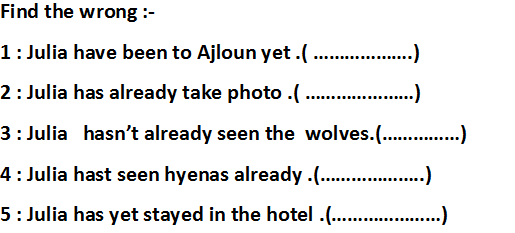 Find the wrong :-
1 : Julia have been to Ajloun yet .( ...................)
2 : Julia has already take photo .( .....................)
3 : Julia hasn’t already seen the wolves.(...............)
4 : Julia hast seen hyenas already .(....................)
5 : Julia has yet stayed in the hotel .(.....................)